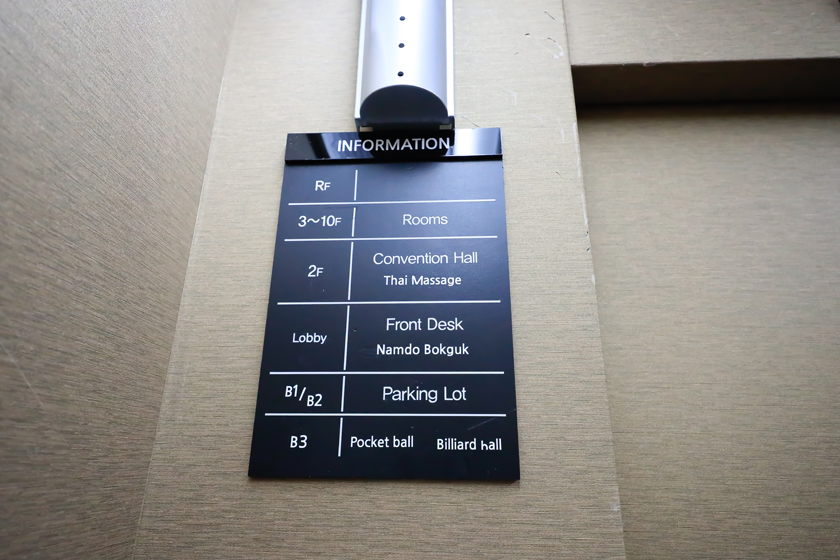 INFORMATION
RF
3~10F Rooms
2F Convention Hall
Thai Massage
Lobby Front Desk
Namdo Bokguk
B1/B2 Parking Lot
B3 Pocket ball Billiard hall